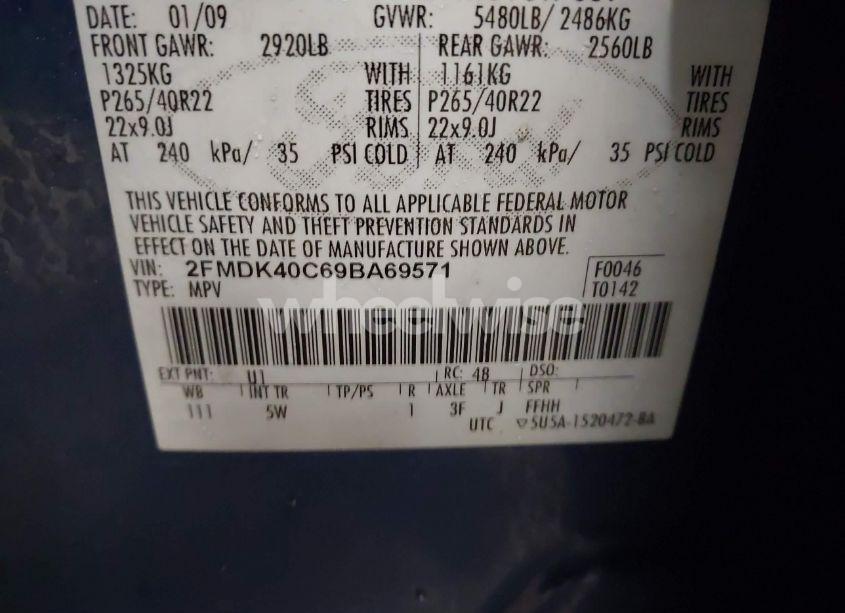 DATE: 01/09 GVWR: 5480LB/ 2486KG
FRONT GAWR: 2920LB REAR GAWR: 2560LB
1325KG WITH 1161KG WITH
P265/40R22 TIRES P265/40R22 TIRES
22x9.0J RIMS 22x9.0J RIMS
AT 240 kPa/ 35 PSI COLD AT 240 kPa/ 35 PSI COLD
THIS VEHICLE CONFORMS TO ALL APPLICABLE FEDERAL MOTOR
VEHICLE SAFETY AND THEFT PREVENTION STANDARDS IN
EFFECT ON THE DATE OF MANUFACTURE SHOWN ABOVE.
VIN: 2FMDK40C69BA69571 F0046
TYPE: MPV T0142
wheelwise
EXT PNT: U1 RC: 48 DSO:
WB INT TR TP/PS R AXLE TR SPR
111 5W 1 3F J FFHH
UTC 5U5A-1520472-BA